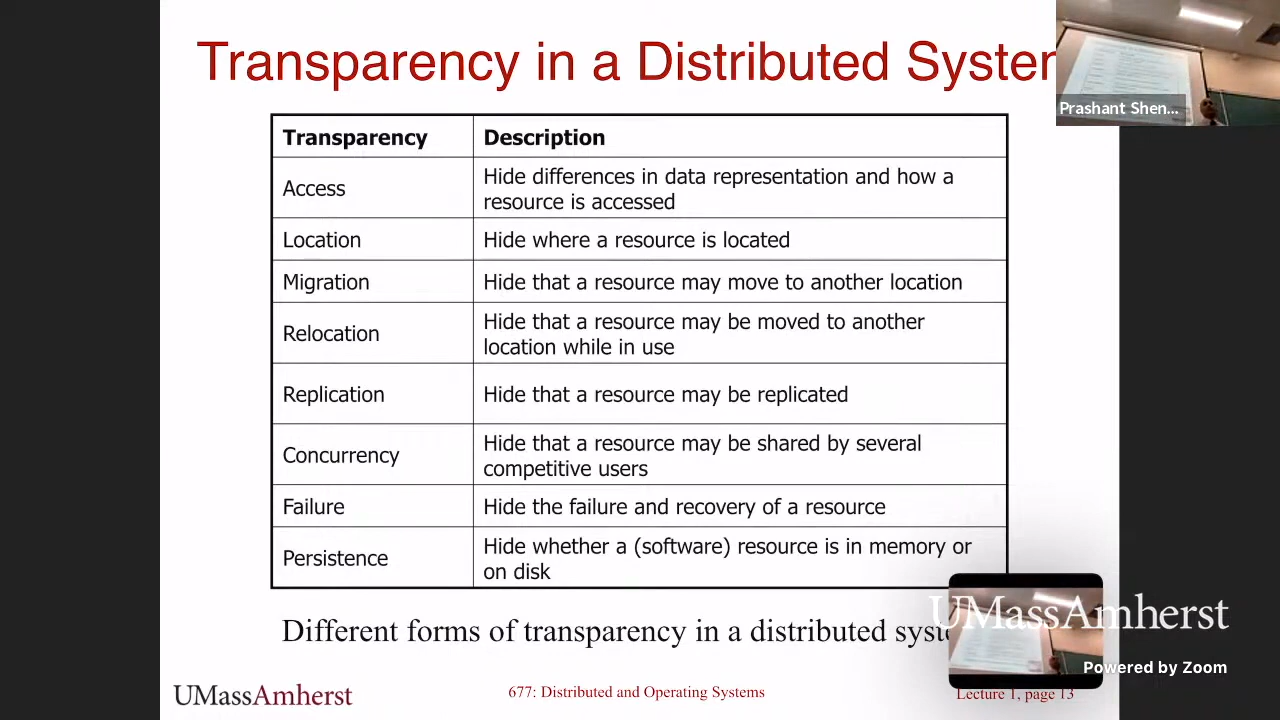 Transparency in a Distributed System
Prashant Shen...
Transparency Description
Access Hide differences in data representation and how a
resource is accessed
Location Hide where a resource is located
Migration Hide that a resource may move to another location
Relocation Hide that a resource may be moved to another
location while in use
Replication Hide that a resource may be replicated
Concurrency Hide that a resource may be shared by several
competitive users
Failure Hide the failure and recovery of a resource
Persistence Hide whether a (software) resource is in memory or
on disk
Different forms of transparency in a distributed syste
UMassAmherst
Powered by Zoom
UMassAmherst
677: Distributed and Operating Systems
Lecture 1, page 13